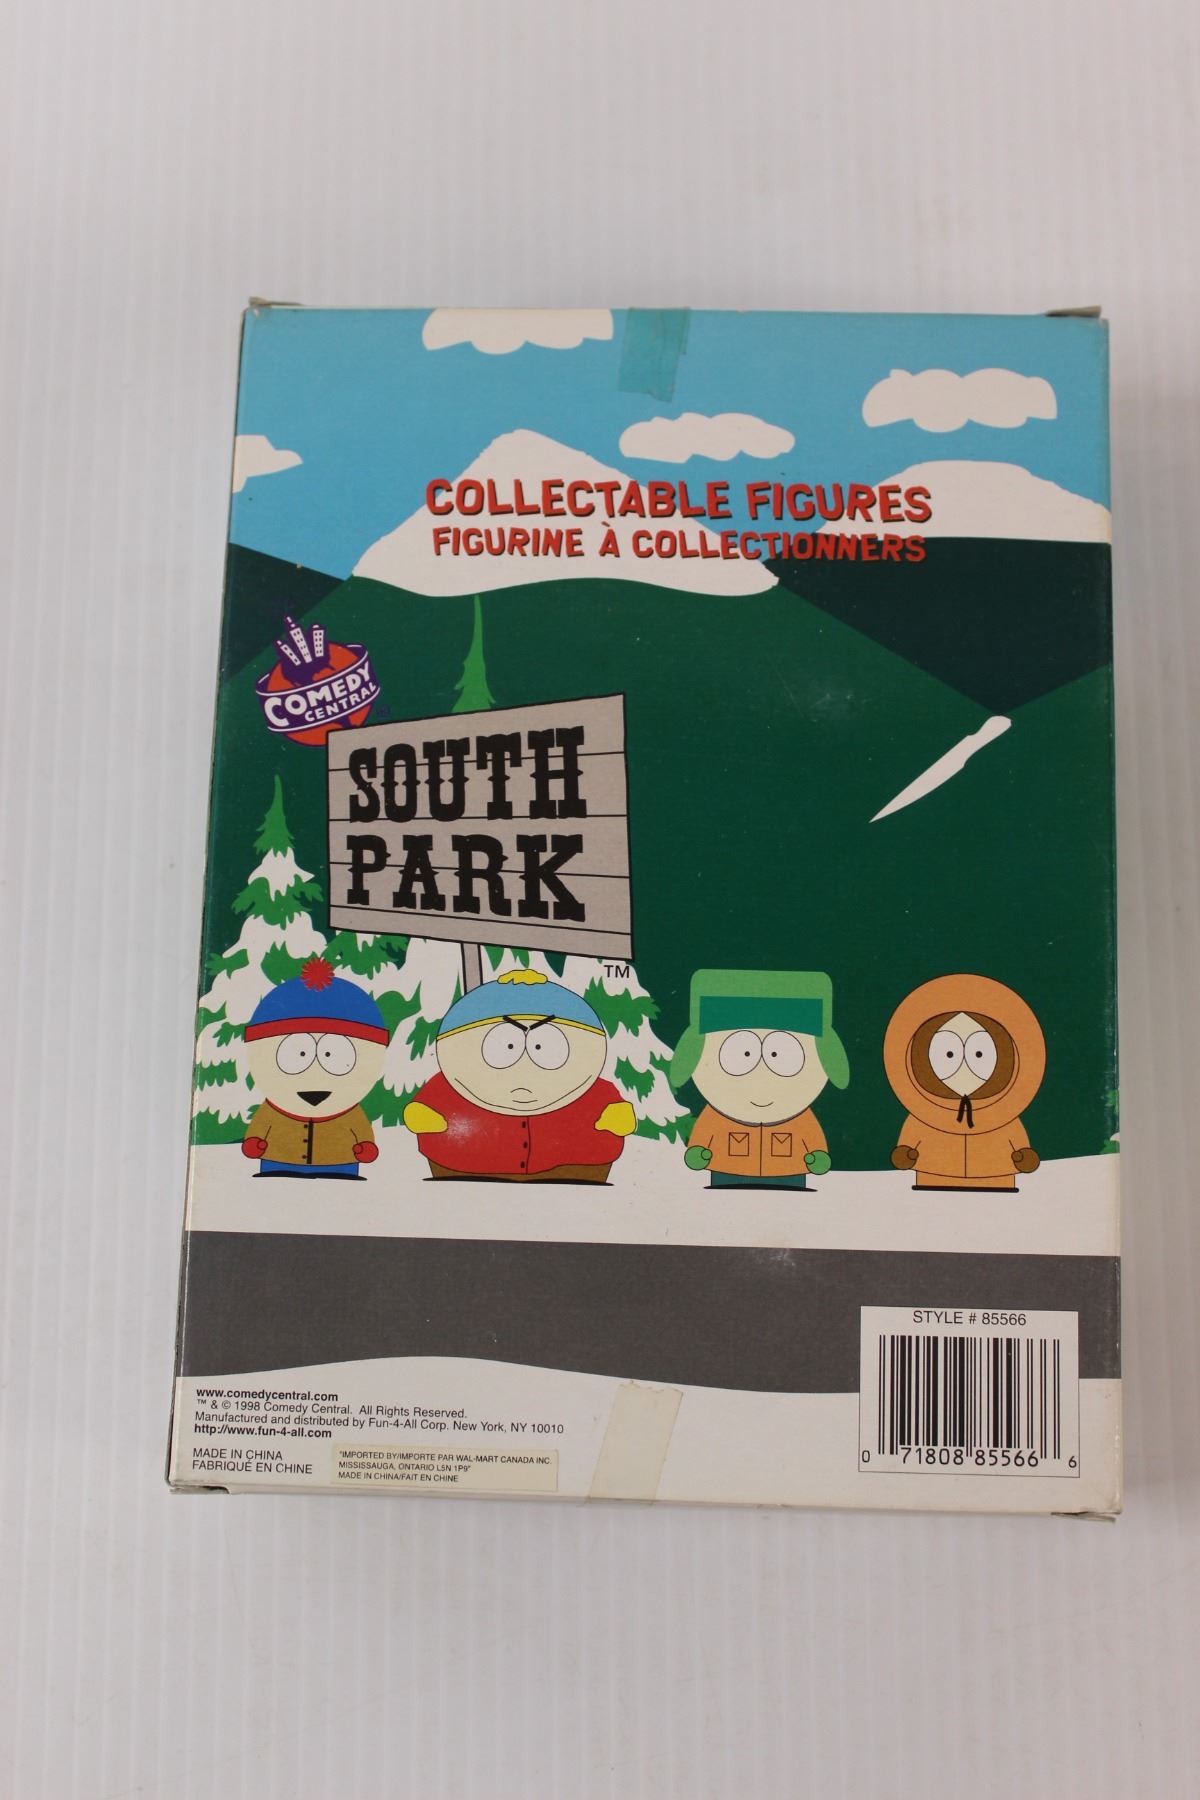 COLLECTABLE FIGURES
FIGURINE À COLLECTIONNERS
COMEDY
CENTRAL
SOUTH
PARK
TM
STYLE # 85566
0 71808 85566 6
www.comedycentral.com
™ & © 1998 Comedy Central. All Rights Reserved.
Manufactured and distributed by Fun-4-All Corp. New York, NY 10010
http://www.fun-4-all.com
MADE IN CHINA
FABRIQUÉ EN CHINE
"IMPORTED BY/IMPORTE PAR WAL-MART CANADA INC.
MISSISSAUGA, ONTARIO L5N 1P9"
MADE IN CHINA/FAIT EN CHINE